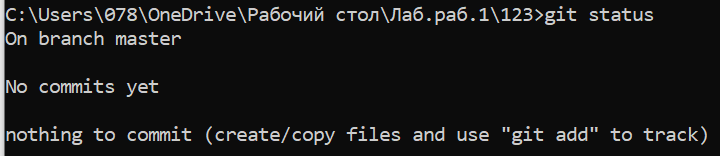 C:\Users\078\OneDrive\Рабочий стол\Лаб.раб.1\123>git status
On branch master
No commits yet
nothing to commit (create/copy files and use "git add" to track)